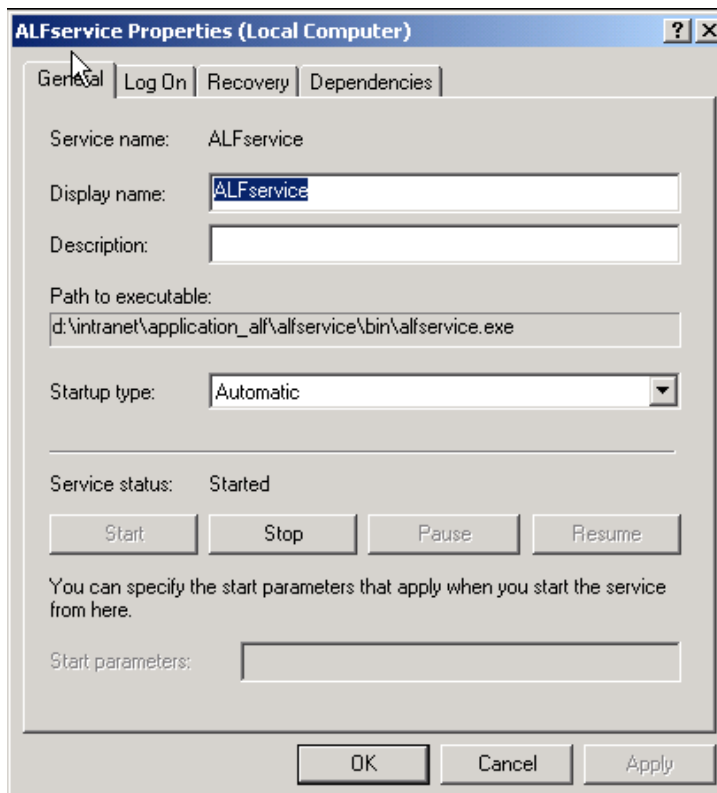 ALFservice Properties (Local Computer)
General Log On Recovery Dependencies
Service name: ALFservice
Display name: ALFservice
Description:
Path to executable:
d:\intranet\application_alf\alfservice\bin\alfservice.exe
Startup type: Automatic
Service status: Started
Start Stop Pause Resume
You can specify the start parameters that apply when you start the service
from here.
Start parameters:
OK Cancel Apply